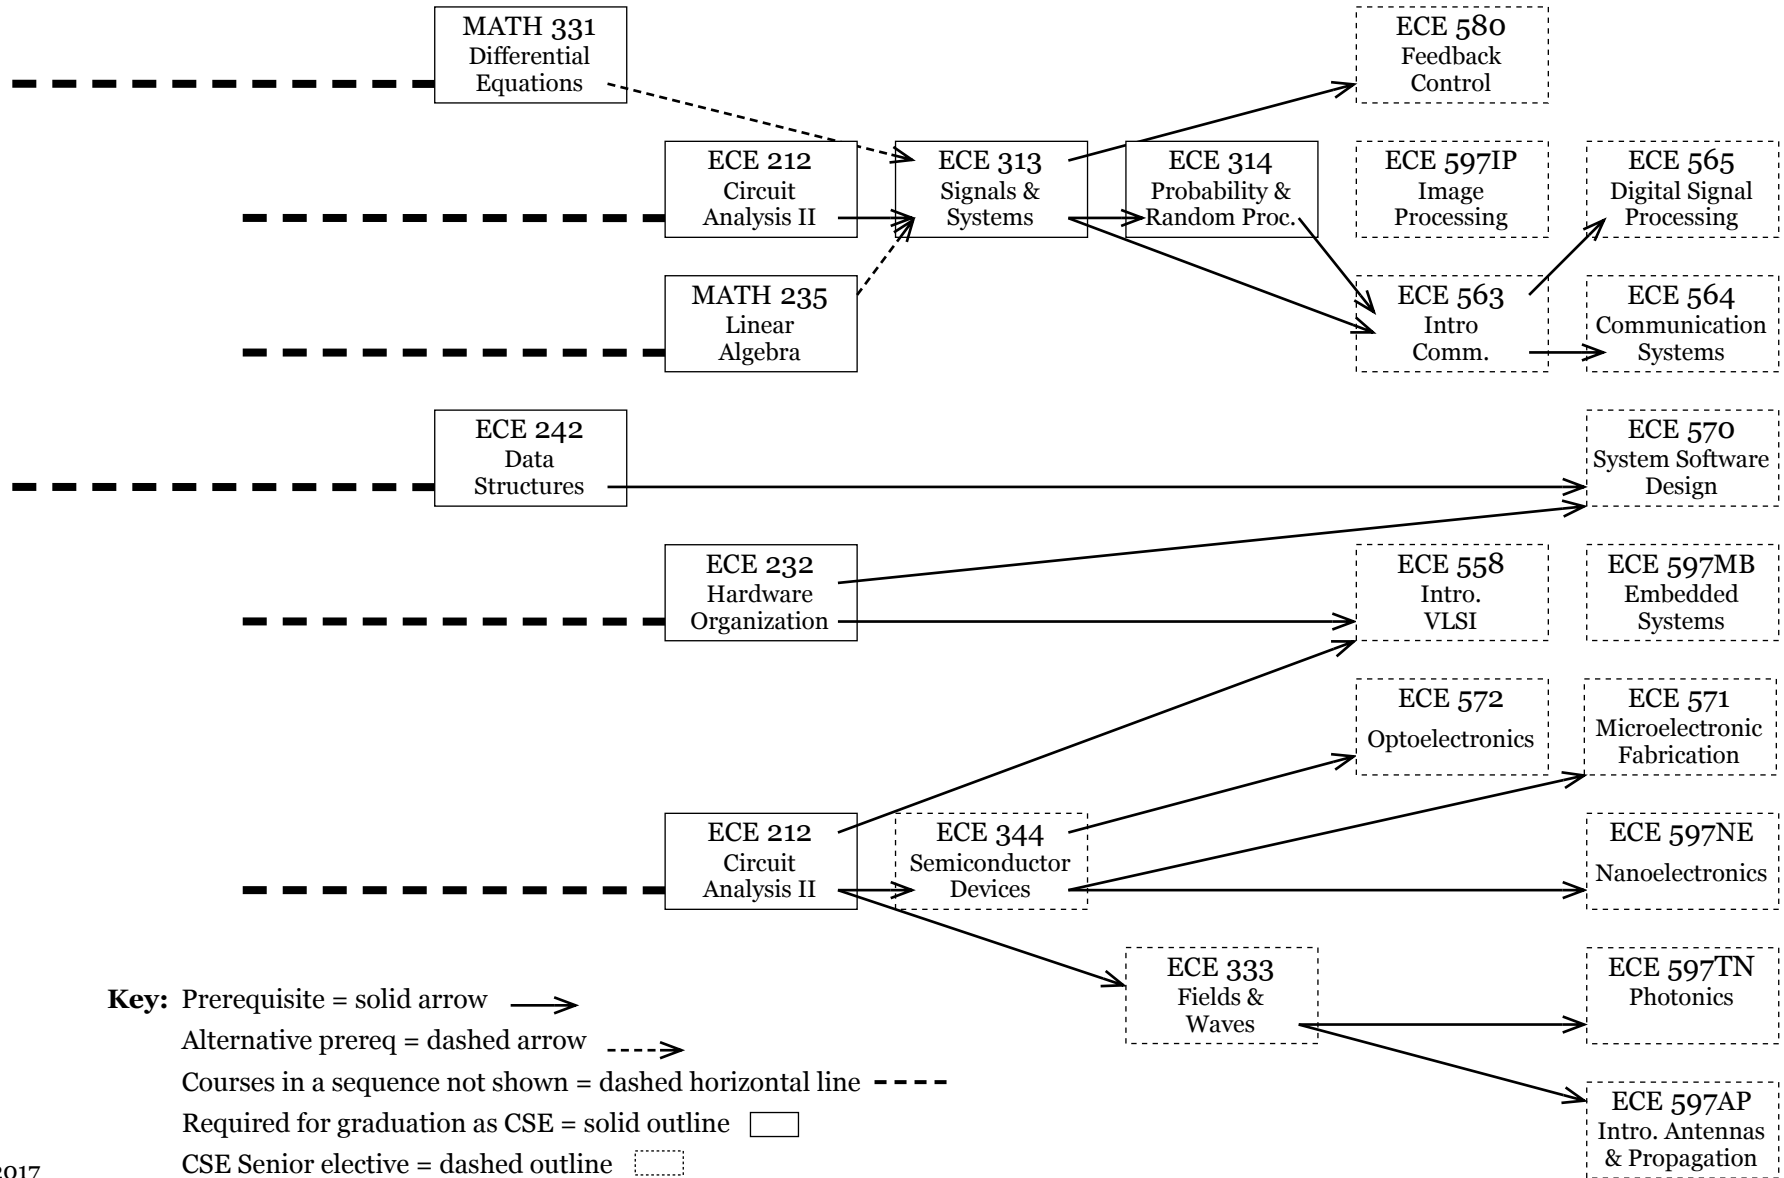 MATH 331
Differential
Equations
ECE 580
Feedback
Control
ECE 212
Circuit
Analysis II
ECE 313
Signals &
Systems
ECE 314
Probability &
Random Proc.
ECE 597IP
Image
Processing
ECE 565
Digital Signal
Processing
MATH 235
Linear
Algebra
ECE 563
Intro
Comm.
ECE 564
Communication
Systems
ECE 242
Data
Structures
ECE 570
System Software
Design
ECE 232
Hardware
Organization
ECE 558
Intro.
VLSI
ECE 597MB
Embedded
Systems
ECE 572
Optoelectronics
ECE 571
Microelectronic
Fabrication
ECE 212
Circuit
Analysis II
ECE 344
Semiconductor
Devices
ECE 597NE
Nanoelectronics
ECE 333
Fields &
Waves
ECE 597TN
Photonics
ECE 597AP
Intro. Antennas
& Propagation
Key: Prerequisite = solid arrow
Alternative prereq = dashed arrow
Courses in a sequence not shown = dashed horizontal line
Required for graduation as CSE = solid outline
CSE Senior elective = dashed outline
2017